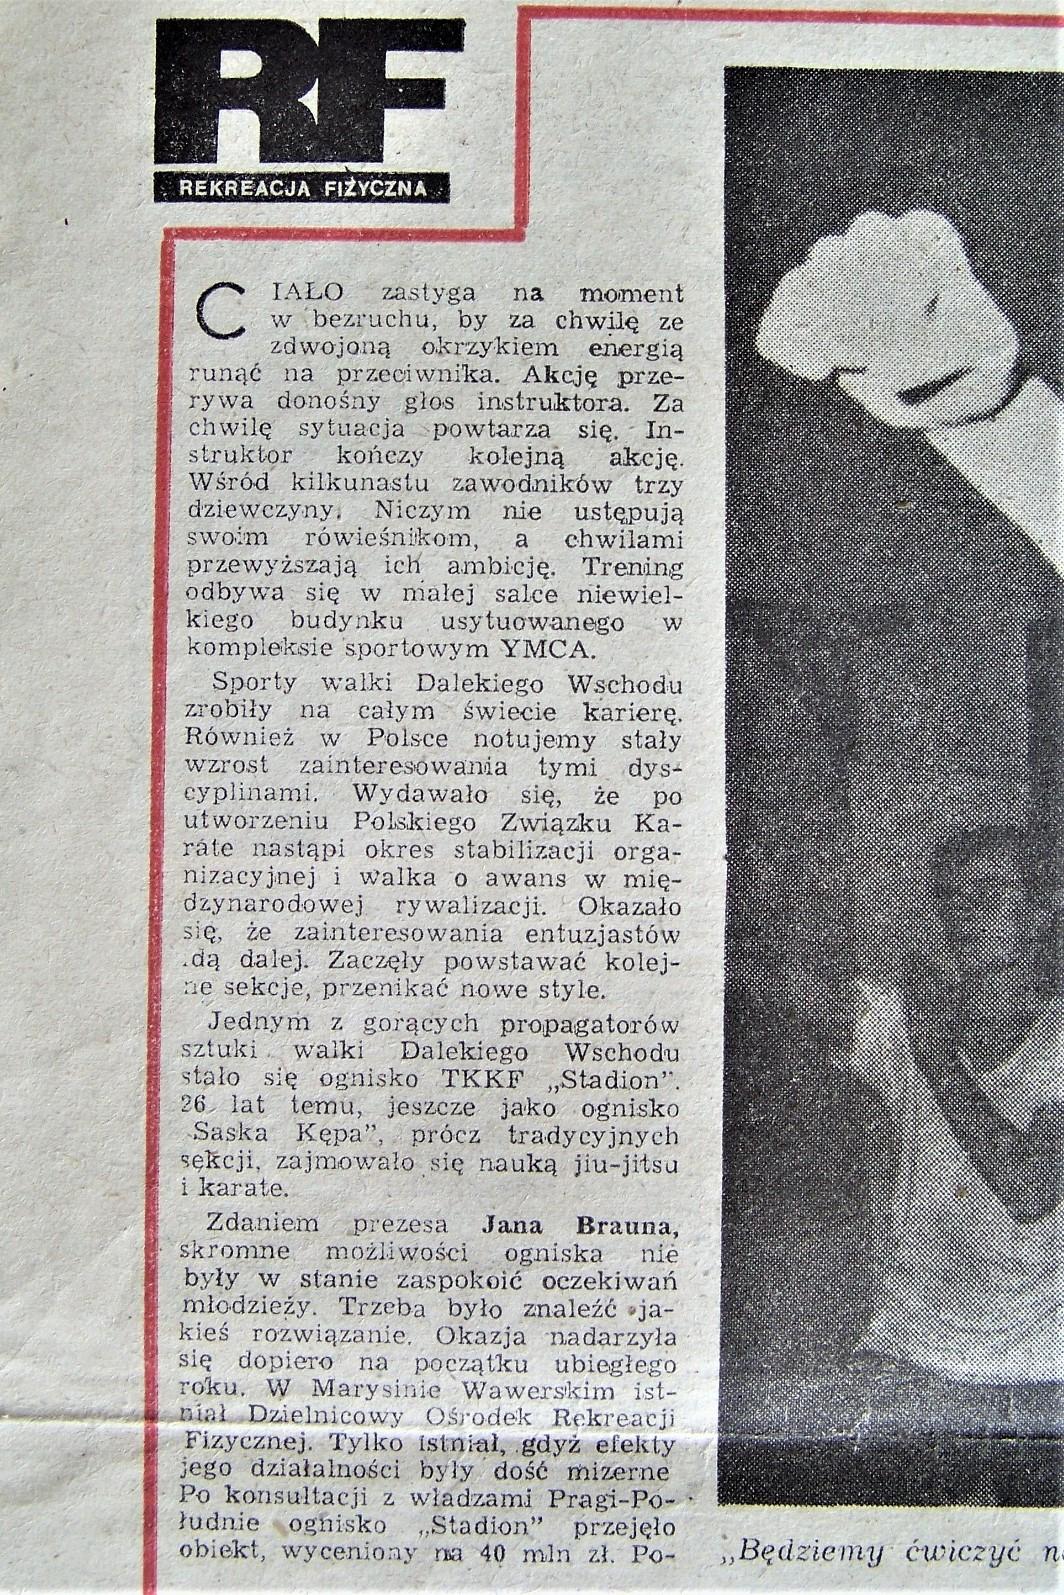 RF
REKREACJA FIZYCZNA
CIAŁO zastyga na moment
w bezruchu, by za chwilę ze
zdwojoną okrzykiem energią
runąć na przeciwnika. Akcję prze-
rywa donośny głos instruktora. Za
chwilę sytuacja powtarza się. In-
struktor kończy kolejną akcję.
Wśród kilkunastu zawodników trzy
dziewczyny. Niczym nie ustępują
swoim rówieśnikom, a chwilami
przewyższają ich ambicję. Trening
odbywa się w małej salce niewiel-
kiego budynku usytuowanego w
kompleksie sportowym YMCA.
Sporty walki Dalekiego Wschodu
zrobiły na całym świecie karierę.
Również w Polsce notujemy stały
wzrost zainteresowania tymi dys-
cyplinami. Wydawało się, że po
utworzeniu Polskiego Związku Ka-
rate nastąpi okres stabilizacji orga-
nizacyjnej i walka o awans w mię-
dzynarodowej rywalizacji. Okazało
się, że zainteresowania entuzjastów
.dą dalej. Zaczęły powstawać kolej-
ne sekcje, przenikać nowe style.
Jednym z gorących propagatorów
sztuki walki Dalekiego Wschodu
stało się ognisko TKKF „Stadion”.
26 lat temu, jeszcze jako ognisko
Saska Kępa”, prócz tradycyjnych
sekcji, zajmowało się nauką jiu-jitsu
i karate.
Zdaniem prezesa Jana Brauna,
skromne możliwości ogniska nie
były w stanie zaspokoić oczekiwań
młodzieży. Trzeba było znaleźć ja-
kieś rozwiązanie. Okazja nadarzyła
się dopiero na początku ubiegłego
roku. W Marysinie Wawerskim ist-
niał Dzielnicowy Ośrodek Rekreacji
Fizycznej. Tylko istniał, gdyż efekty
jego działalności były dość mizerne
Po konsultacji z władzami Pragi-Po-
łudnie ognisko „Stadion” przejęło
obiekt, wyceniony na 40 mln zł. Po-
„Będziemy ćwiczyć